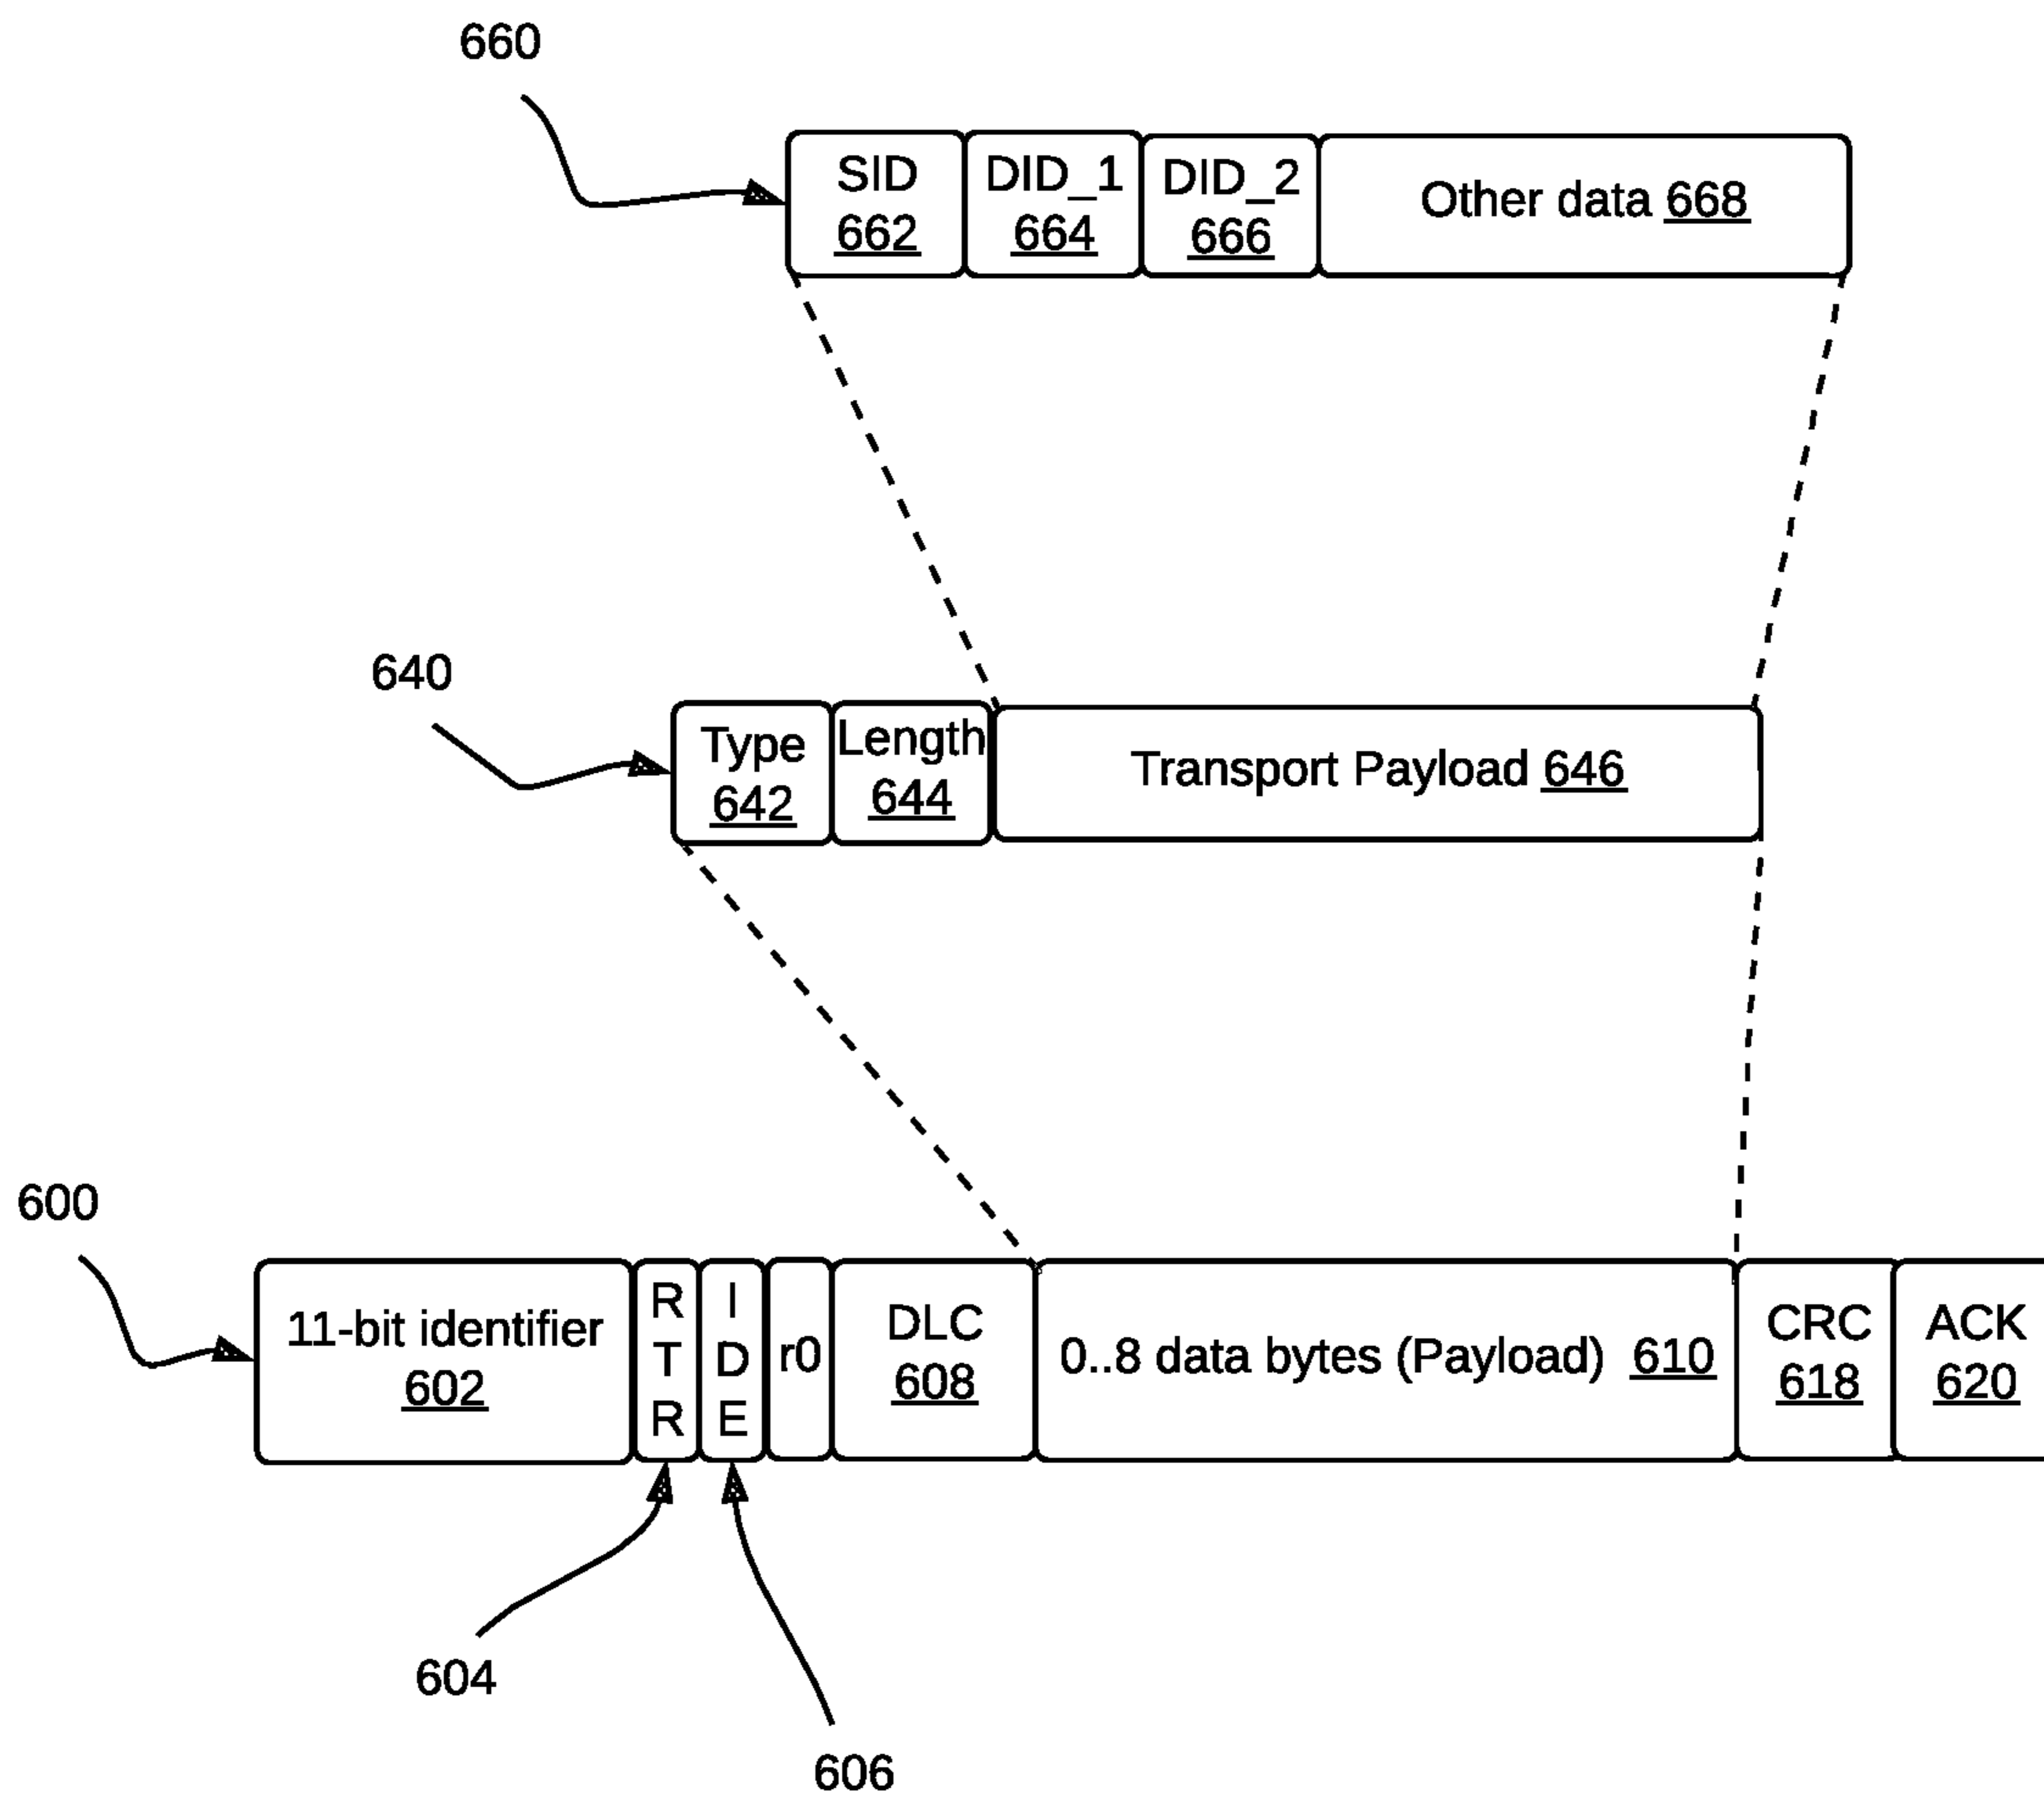 660
SID
662
DID_1
664
DID_2
666
Other data 668
640
Type
642
Length
644
Transport Payload 646
600
11-bit identifier
602
R
T
R
I
D
E
r0
DLC
608
0..8 data bytes (Payload) 610
CRC
618
ACK
620
604
606